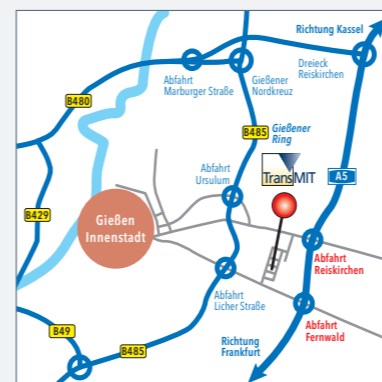 Richtung Kassel
B480
Abfahrt
Marburger Straße
Gießener
Nordkreuz
Dreieck
Reiskirchen
B485
Gießener
Ring
Abfahrt
Ursulum
TransMIT
A5
B429
Gießen
Innenstadt
Abfahrt
Reiskirchen
Abfahrt
Licher Straße
Abfahrt
Fernwald
B49
B485
Richtung
Frankfurt